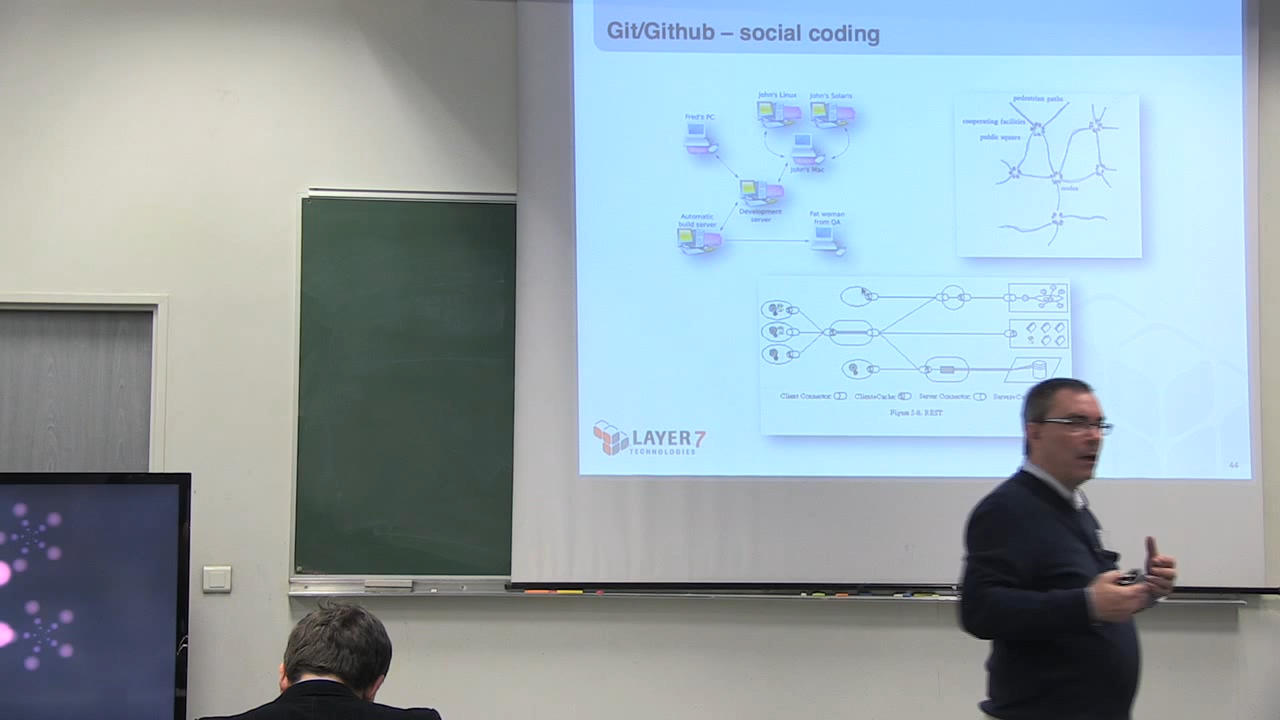 Git/Github – social coding
John's Linux
John's Solaris
Fred's PC
John's Mac
Development
server
Automatic
build server
Fat woman
from QA
pedestrian paths
cooperating facilities
public square
nodes
Client Connector:
Client+Cache:
Server Connector:
Figure 5-8. REST
LAYER 7
TECHNOLOGIES
44